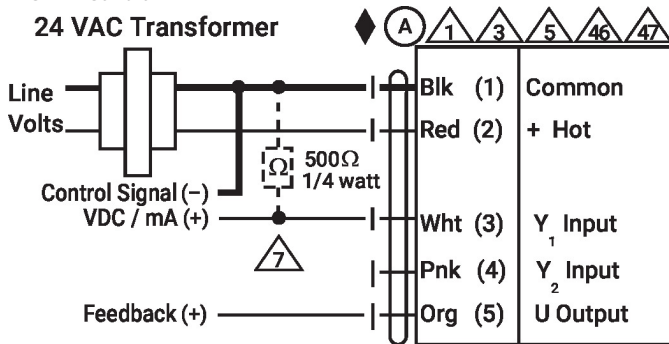 24 VAC Transformer
A 1 3 5 46 47
Line
Volts
Blk (1) Common
Red (2) + Hot
Ω 500Ω
1/4 watt
Control Signal (–)
VDC / mA (+)
7
Wht (3) Y1 Input
Pnk (4) Y2 Input
Feedback (+)
Org (5) U Output